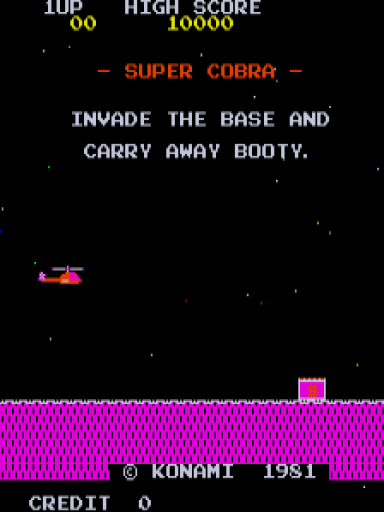 1UP HIGH SCORE
00 10000
- SUPER COBRA -
INVADE THE BASE AND
CARRY AWAY BOOTY.
© KONAMI 1981
CREDIT 0